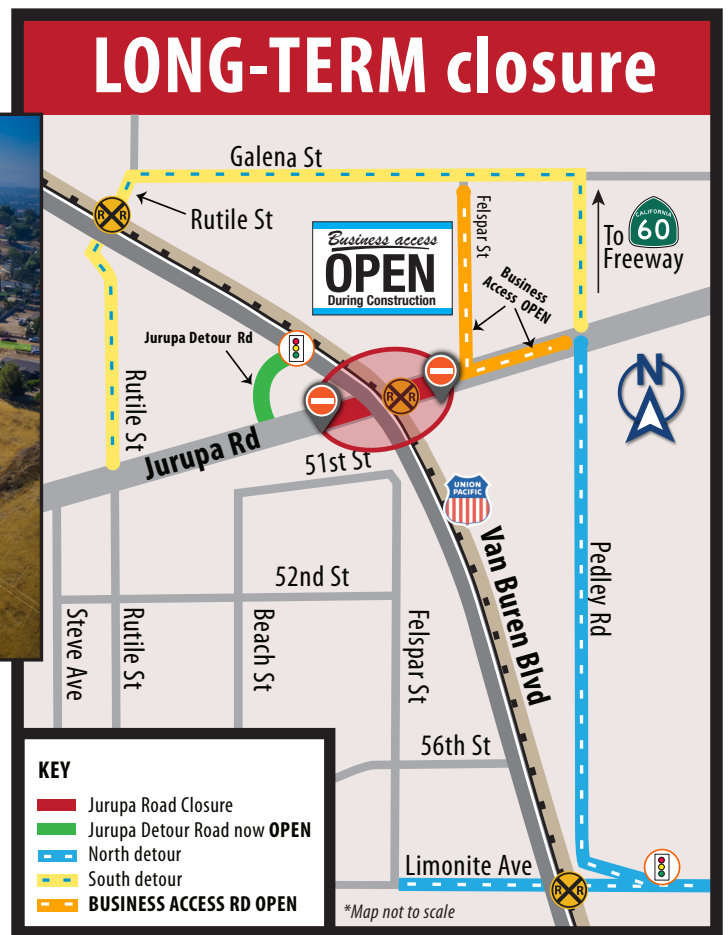 LONG-TERM closure
Galena St
Rutile St
R R
CALIFORNIA
60
To
Freeway
Business access
OPEN
During Construction
Felspar St
Business
Access OPEN
Jurupa Detour Rd
N
Rutile St
R R
Jurupa Rd
51st St
UNION
PACIFIC
Van Buren Blvd
Pedley Rd
52nd St
Steve Ave
Rutile St
Beach St
Felspar St
56th St
Limonite Ave
R R
KEY
Jurupa Road Closure
Jurupa Detour Road now OPEN
North detour
South detour
BUSINESS ACCESS RD OPEN
*Map not to scale